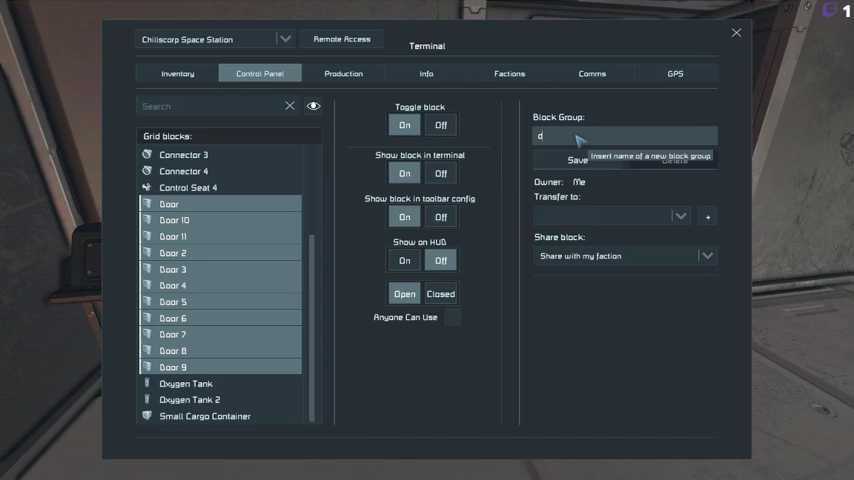 1
Chillscorp Space Station
Remote Access
Terminal
Inventory
Control Panel
Production
Info
Factions
Comms
GPS
Search
Grid blocks:
Connector 3
Connector 4
Control Seat 4
Door
Door 10
Door 11
Door 2
Door 3
Door 4
Door 5
Door 6
Door 7
Door 8
Door 9
Oxygen Tank
Oxygen Tank 2
Small Cargo Container
Toggle block
On Off
Show block in terminal
On Off
Show block in toolbar config
On Off
Show on HUD
On Off
Open Closed
Anyone Can Use
Block Group:
d
Insert name of a new block group
Save Delete
Owner: Me
Transfer to:
+
Share block:
Share with my faction